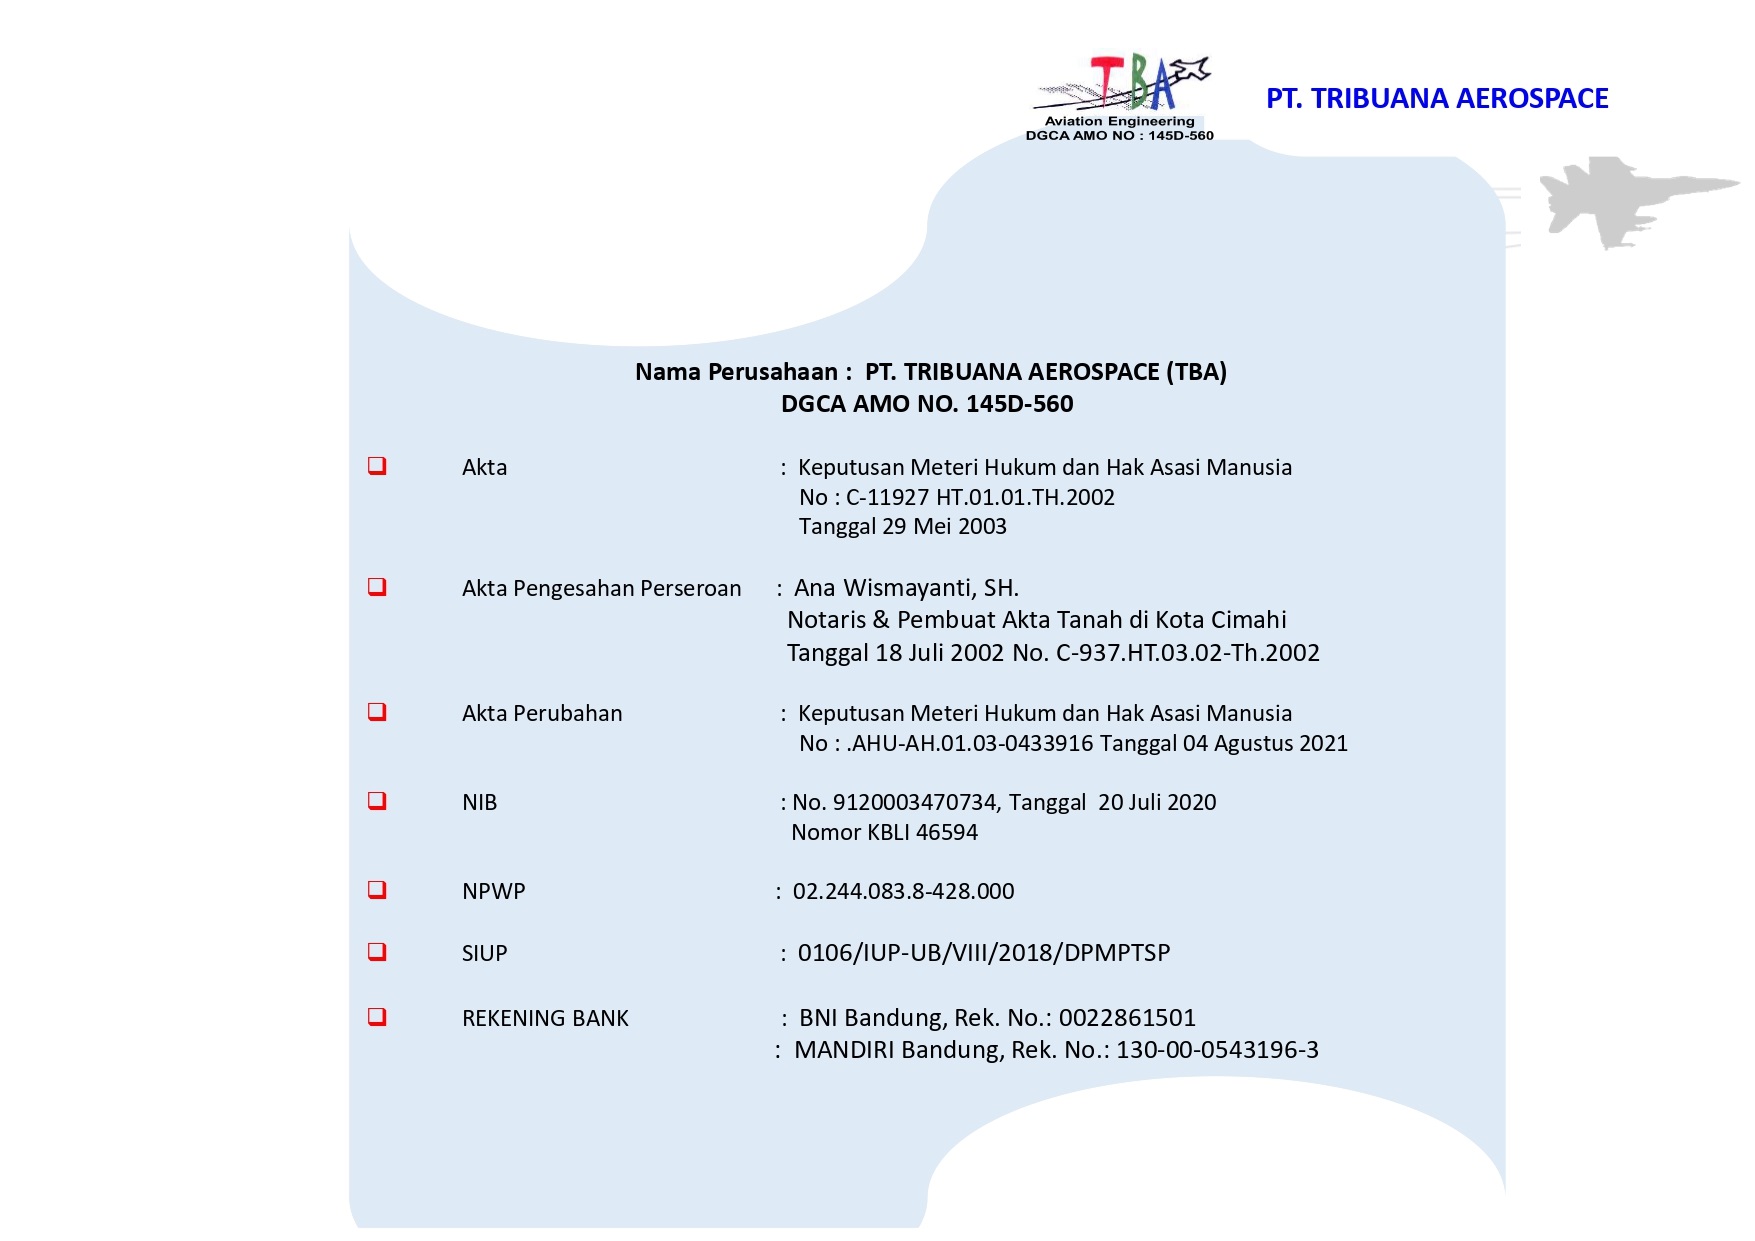 TBA
Aviation Engineering
DGCA AMO NO : 145D-560
PT. TRIBUANA AEROSPACE
Nama Perusahaan :  PT. TRIBUANA AEROSPACE (TBA)
DGCA AMO NO. 145D-560
Akta : Keputusan Meteri Hukum dan Hak Asasi Manusia
No : C-11927 HT.01.01.TH.2002
Tanggal 29 Mei 2003
Akta Pengesahan Perseroan : Ana Wismayanti, SH.
Notaris & Pembuat Akta Tanah di Kota Cimahi
Tanggal 18 Juli 2002 No. C-937.HT.03.02-Th.2002
Akta Perubahan : Keputusan Meteri Hukum dan Hak Asasi Manusia
No : .AHU-AH.01.03-0433916 Tanggal 04 Agustus 2021
NIB : No. 9120003470734, Tanggal  20 Juli 2020
Nomor KBLI 46594
NPWP : 02.244.083.8-428.000
SIUP : 0106/IUP-UB/VIII/2018/DPMPTSP
REKENING BANK : BNI Bandung, Rek. No.: 0022861501
: MANDIRI Bandung, Rek. No.: 130-00-0543196-3